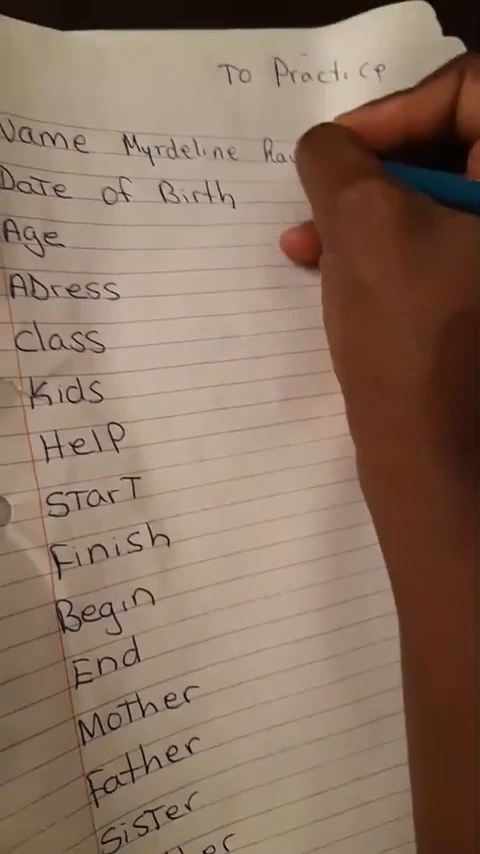 To Practice
Name Myrdeline
Date of Birth
Age
ADress
class
Kids
Help
STarT
Finish
Begin
End
Mother
Father
SisTer